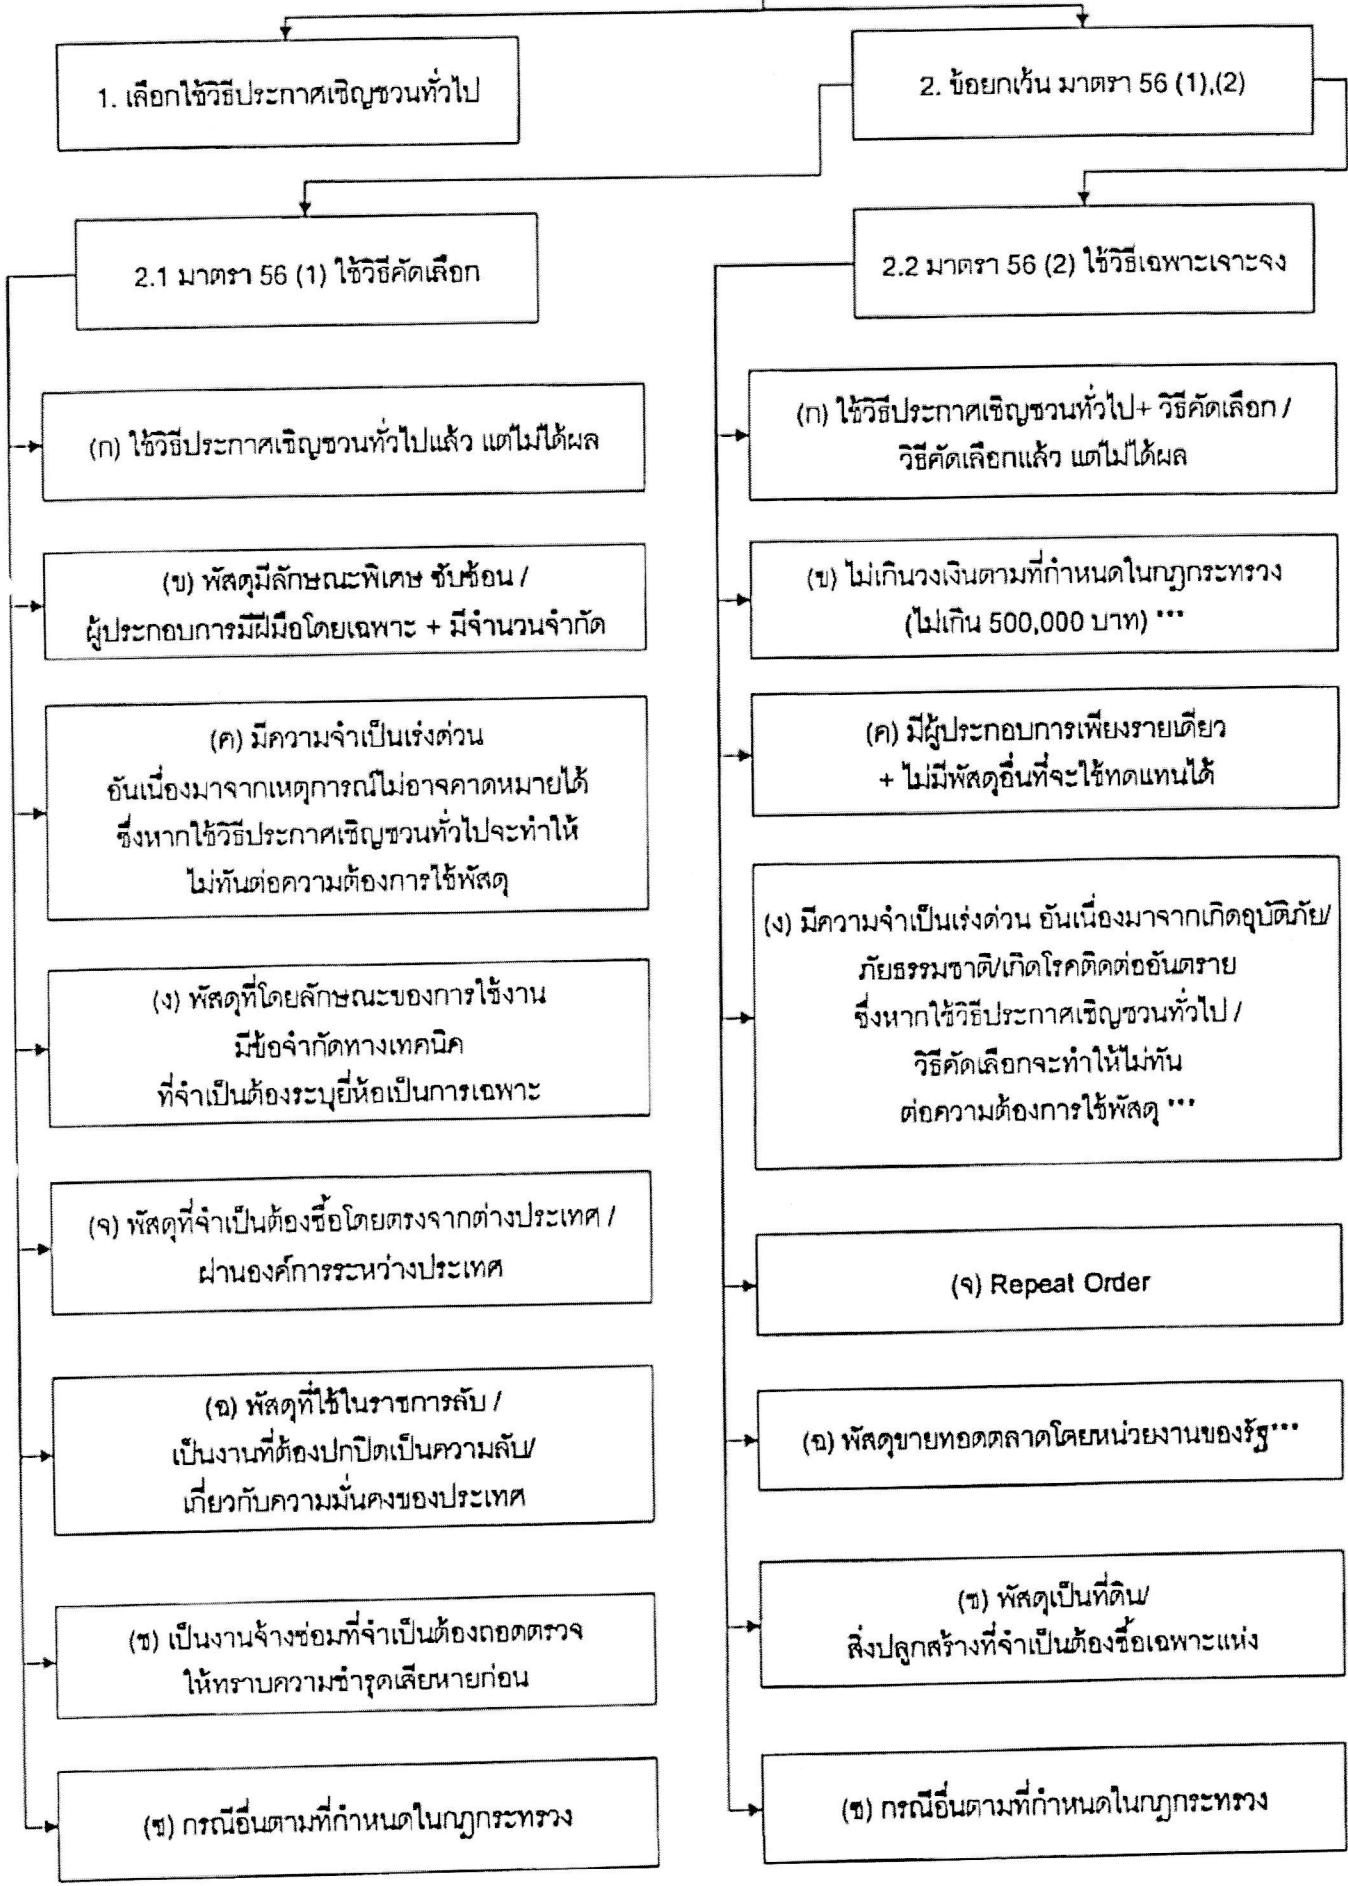 1. เลือกใช้วิธีประกาศเชิญชวนทั่วไป
2. ข้อยกเว้น มาตรา 56 (1),(2)
2.1 มาตรา 56 (1) ใช้วิธีคัดเลือก
(ก) ใช้วิธีประกาศเชิญชวนทั่วไปแล้ว แต่ไม่ได้ผล
(ข) พัสดุมีลักษณะพิเศษ ซับซ้อน /
ผู้ประกอบการมีฝีมือโดยเฉพาะ + มีจำนวนจำกัด
(ค) มีความจำเป็นเร่งด่วน
อันเนื่องมาจากเหตุการณ์ไม่อาจคาดหมายได้
ซึ่งหากใช้วิธีประกาศเชิญชวนทั่วไปจะทำให้
ไม่ทันต่อความต้องการใช้พัสดุ
(ง) พัสดุที่โดยลักษณะของการใช้งาน
มีข้อจำกัดทางเทคนิค
ที่จำเป็นต้องระบุยี่ห้อเป็นการเฉพาะ
(จ) พัสดุที่จำเป็นต้องซื้อโดยตรงจากต่างประเทศ /
ผ่านองค์การระหว่างประเทศ
(ฉ) พัสดุที่ใช้ในราชการลับ /
เป็นงานที่ต้องปกปิดเป็นความลับ/
เกี่ยวกับความมั่นคงของประเทศ
(ช) เป็นงานจ้างซ่อมที่จำเป็นต้องถอดตรวจ
ให้ทราบความชำรุดเสียหายก่อน
(ซ) กรณีอื่นตามที่กำหนดในกฎกระทรวง
2.2 มาตรา 56 (2) ใช้วิธีเฉพาะเจาะจง
(ก) ใช้วิธีประกาศเชิญชวนทั่วไป+ วิธีคัดเลือก /
วิธีคัดเลือกแล้ว แต่ไม่ได้ผล
(ข) ไม่เกินวงเงินตามที่กำหนดในกฎกระทรวง
(ไม่เกิน 500,000 บาท) ***
(ค) มีผู้ประกอบการเพียงรายเดียว
+ ไม่มีพัสดุอื่นที่จะใช้ทดแทนได้
(ง) มีความจำเป็นเร่งด่วน อันเนื่องมาจากเกิดอุบัติภัย/
ภัยธรรมชาติ/เกิดโรคติดต่ออันตราย
ซึ่งหากใช้วิธีประกาศเชิญชวนทั่วไป /
วิธีคัดเลือกจะทำให้ไม่ทัน
ต่อความต้องการใช้พัสดุ ***
(จ) Repeat Order
(ฉ) พัสดุขายทอดตลาดโดยหน่วยงานของรัฐ***
(ช) พัสดุเป็นที่ดิน/
สิ่งปลูกสร้างที่จำเป็นต้องซื้อเฉพาะแห่ง
(ซ) กรณีอื่นตามที่กำหนดในกฎกระทรวง